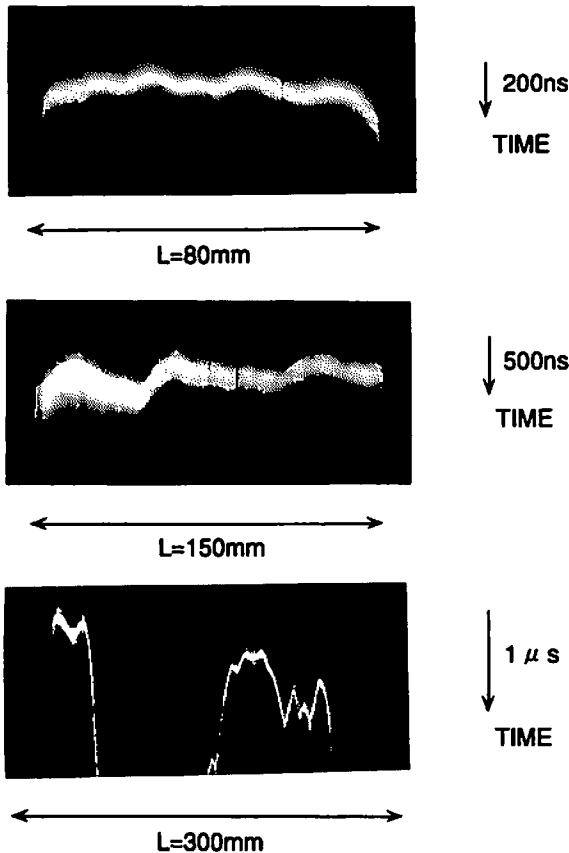 200ns
TIME
L=80mm
500ns
TIME
L=150mm
1 μ s
TIME
L=300mm